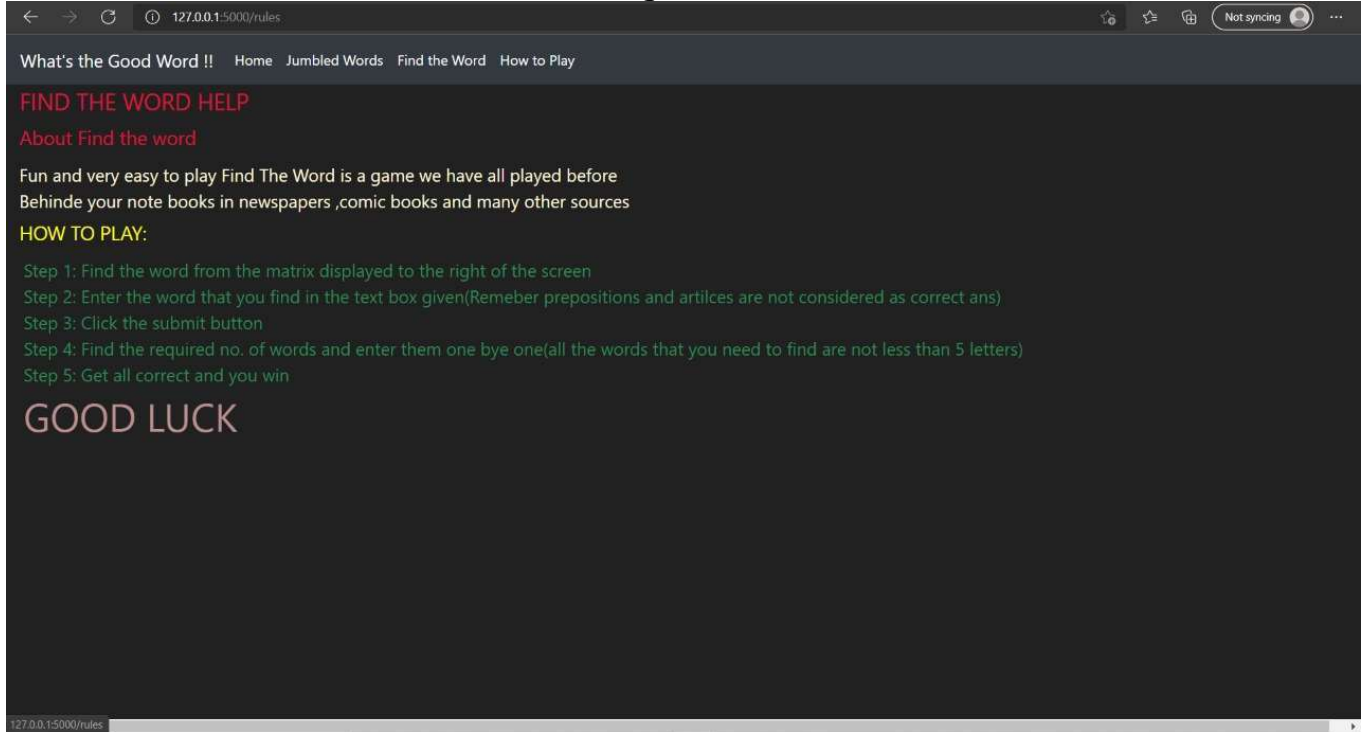 127.0.0.1:5000/rules
Not syncing
What's the Good Word !! Home Jumbled Words Find the Word How to Play
FIND THE WORD HELP
About Find the word
Fun and very easy to play Find The Word is a game we have all played before
Behinde your note books in newspapers ,comic books and many other sources
HOW TO PLAY:
Step 1: Find the word from the matrix displayed to the right of the screen
Step 2: Enter the word that you find in the text box given(Remeber prepositions and artilces are not considered as correct ans)
Step 3: Click the submit button
Step 4: Find the required no. of words and enter them one bye one(all the words that you need to find are not less than 5 letters)
Step 5: Get all correct and you win
GOOD LUCK
127.0.0.1:5000/rules